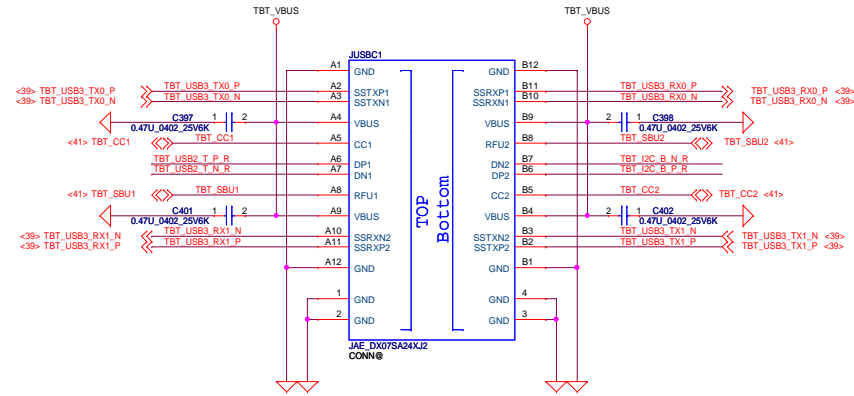 TBT_VBUS TBT_VBUS
JUSBC1
A1 GND GND B12
<39> TBT_USB3_TX0_P TBT_USB3_TX0_P A2 SSTXP1 SSRXP1 B11 TBT_USB3_RX0_P TBT_USB3_RX0_P <39>
<39> TBT_USB3_TX0_N TBT_USB3_TX0_N A3 SSTXN1 SSRXN1 B10 TBT_USB3_RX0_N TBT_USB3_RX0_N <39>
C397 1 2 A4 VBUS VBUS B9 2 1 C398
0.47U_0402_25V6K 0.47U_0402_25V6K
<41> TBT_CC1 TBT_CC1 A5 CC1 RFU2 B8 TBT_SBU2 TBT_SBU2 <41>
TBT_USB2_T_P_R A6 DP1 DN2 B7 TBT_I2C_B_N_R
TBT_USB2_T_N_R A7 DN1 DP2 B6 TBT_I2C_B_P_R
<41> TBT_SBU1 TBT_SBU1 A8 RFU1 CC2 B5 TBT_CC2 TBT_CC2 <41>
TOP
Bottom
C401 1 2 A9 VBUS VBUS B4 2 1 C402
0.47U_0402_25V6K 0.47U_0402_25V6K
<39> TBT_USB3_RX1_N TBT_USB3_RX1_N A10 SSRXN2 SSTXN2 B3 TBT_USB3_TX1_N TBT_USB3_TX1_N <39>
<39> TBT_USB3_RX1_P TBT_USB3_RX1_P A11 SSRXP2 SSTXP2 B2 TBT_USB3_TX1_P TBT_USB3_TX1_P <39>
A12 GND GND B1
1 GND GND 4
2 GND GND 3
JAE_DX07SA24XJ2
CONN@